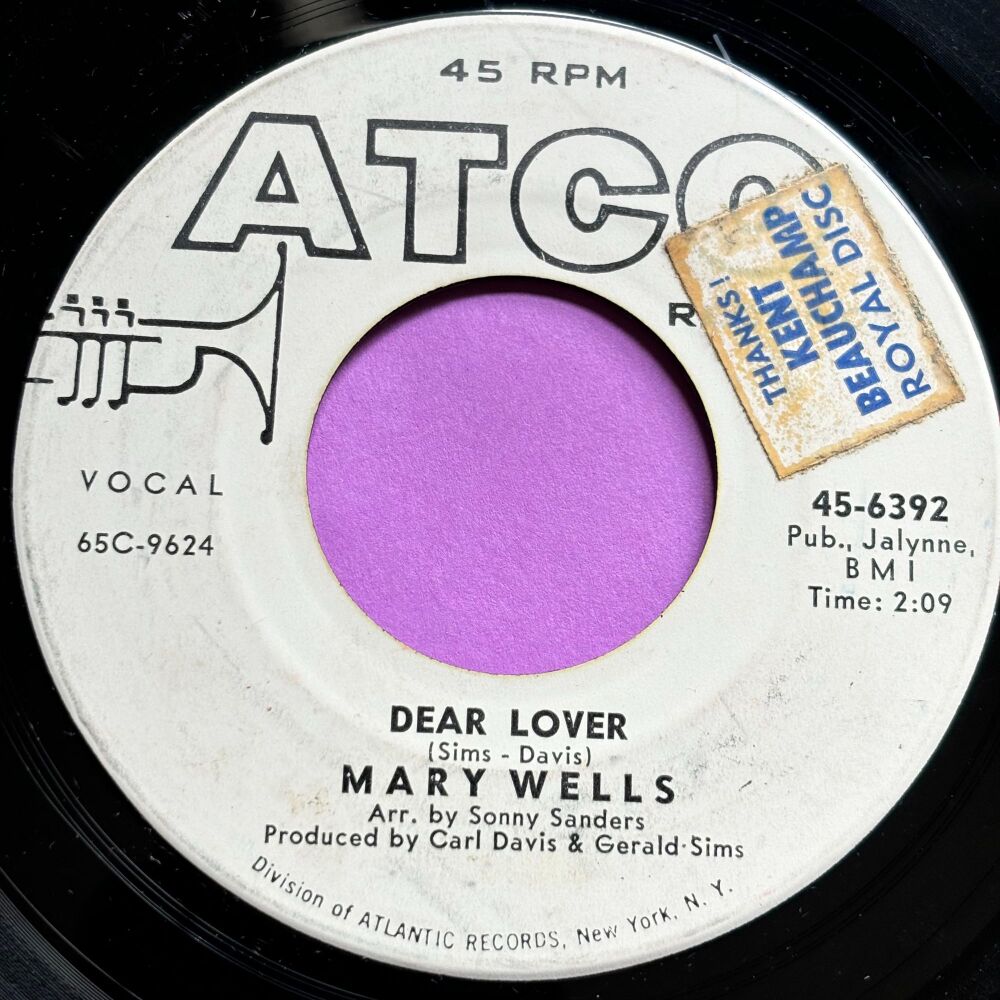 45 RPM
ATCO
THANKS!
KENT
BEAUCHAMP
ROYAL DISC
VOCAL
65C-9624
45-6392
Pub., Jalynne,
BMI
Time: 2:09
DEAR LOVER
(Sims - Davis)
MARY WELLS
Arr. by Sonny Sanders
Produced by Carl Davis & Gerald Sims
Division of ATLANTIC RECORDS, New York, N. Y.